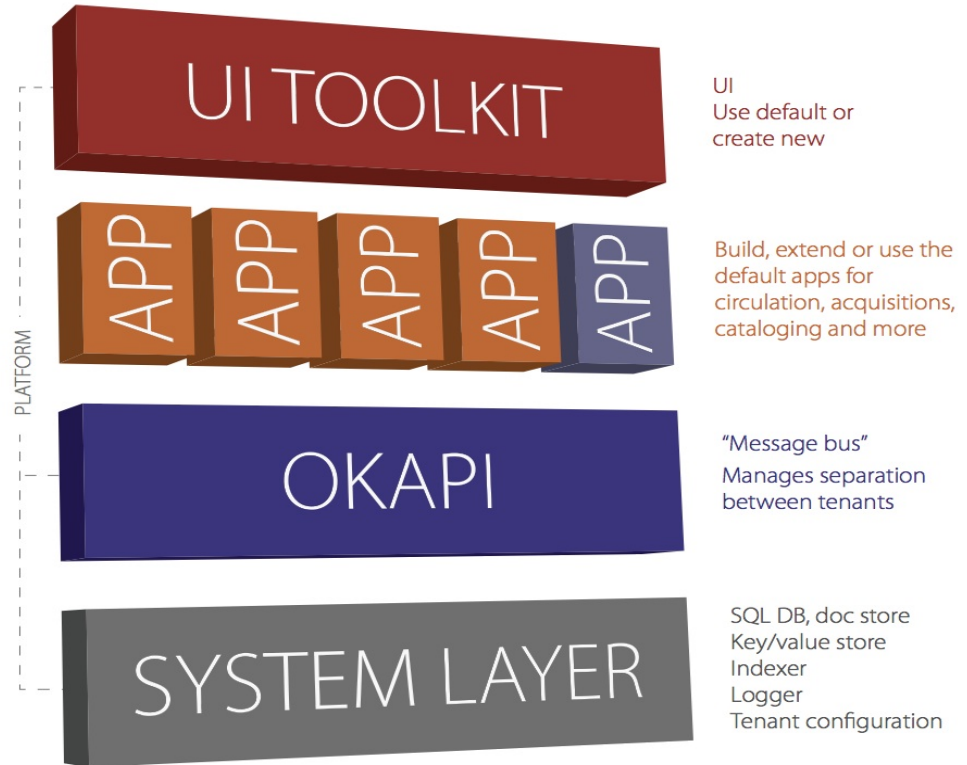 UI TOOLKIT
UI
Use default or
create new
APP
APP
APP
APP
APP
Build, extend or use the
default apps for
circulation, acquisitions,
cataloging and more
PLATFORM
OKAPI
“Message bus”
Manages separation
between tenants
SYSTEM LAYER
SQL DB, doc store
Key/value store
Indexer
Logger
Tenant configuration